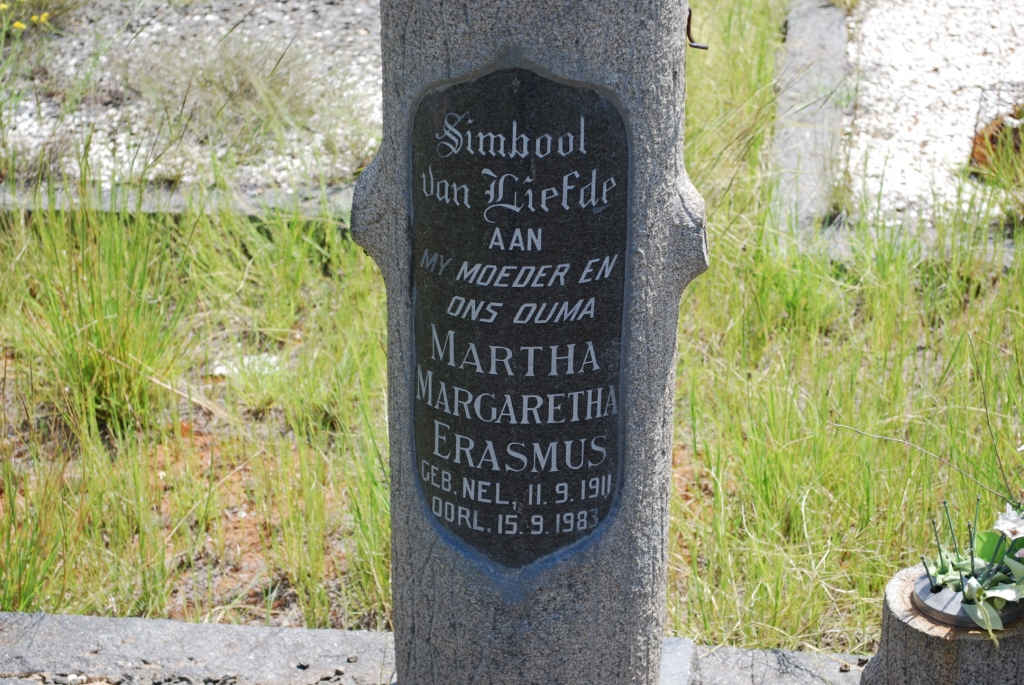 Simbool
van Liefde
AAN
MY MOEDER EN
ONS OUMA
MARTHA
MARGARETHA
ERASMUS
GEB. NEL, 11.9.1911
OORL. 15.9.1983